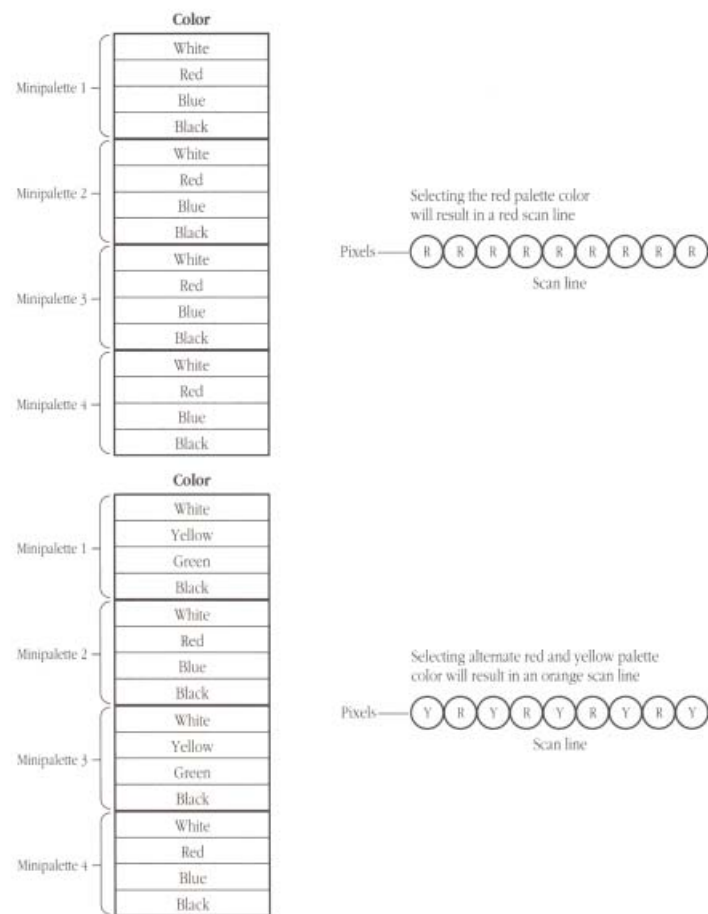 Color
Minipalette 1
White
Red
Blue
Black
Minipalette 2
White
Red
Blue
Black
Minipalette 3
White
Red
Blue
Black
Minipalette 4
White
Red
Blue
Black
Selecting the red palette color
will result in a red scan line
Pixels
R R R R R R R R R
Scan line
Color
Minipalette 1
White
Yellow
Green
Black
Minipalette 2
White
Red
Blue
Black
Minipalette 3
White
Yellow
Green
Black
Minipalette 4
White
Red
Blue
Black
Selecting alternate red and yellow palette
color will result in an orange scan line
Pixels
Y R Y R Y R Y R Y
Scan line